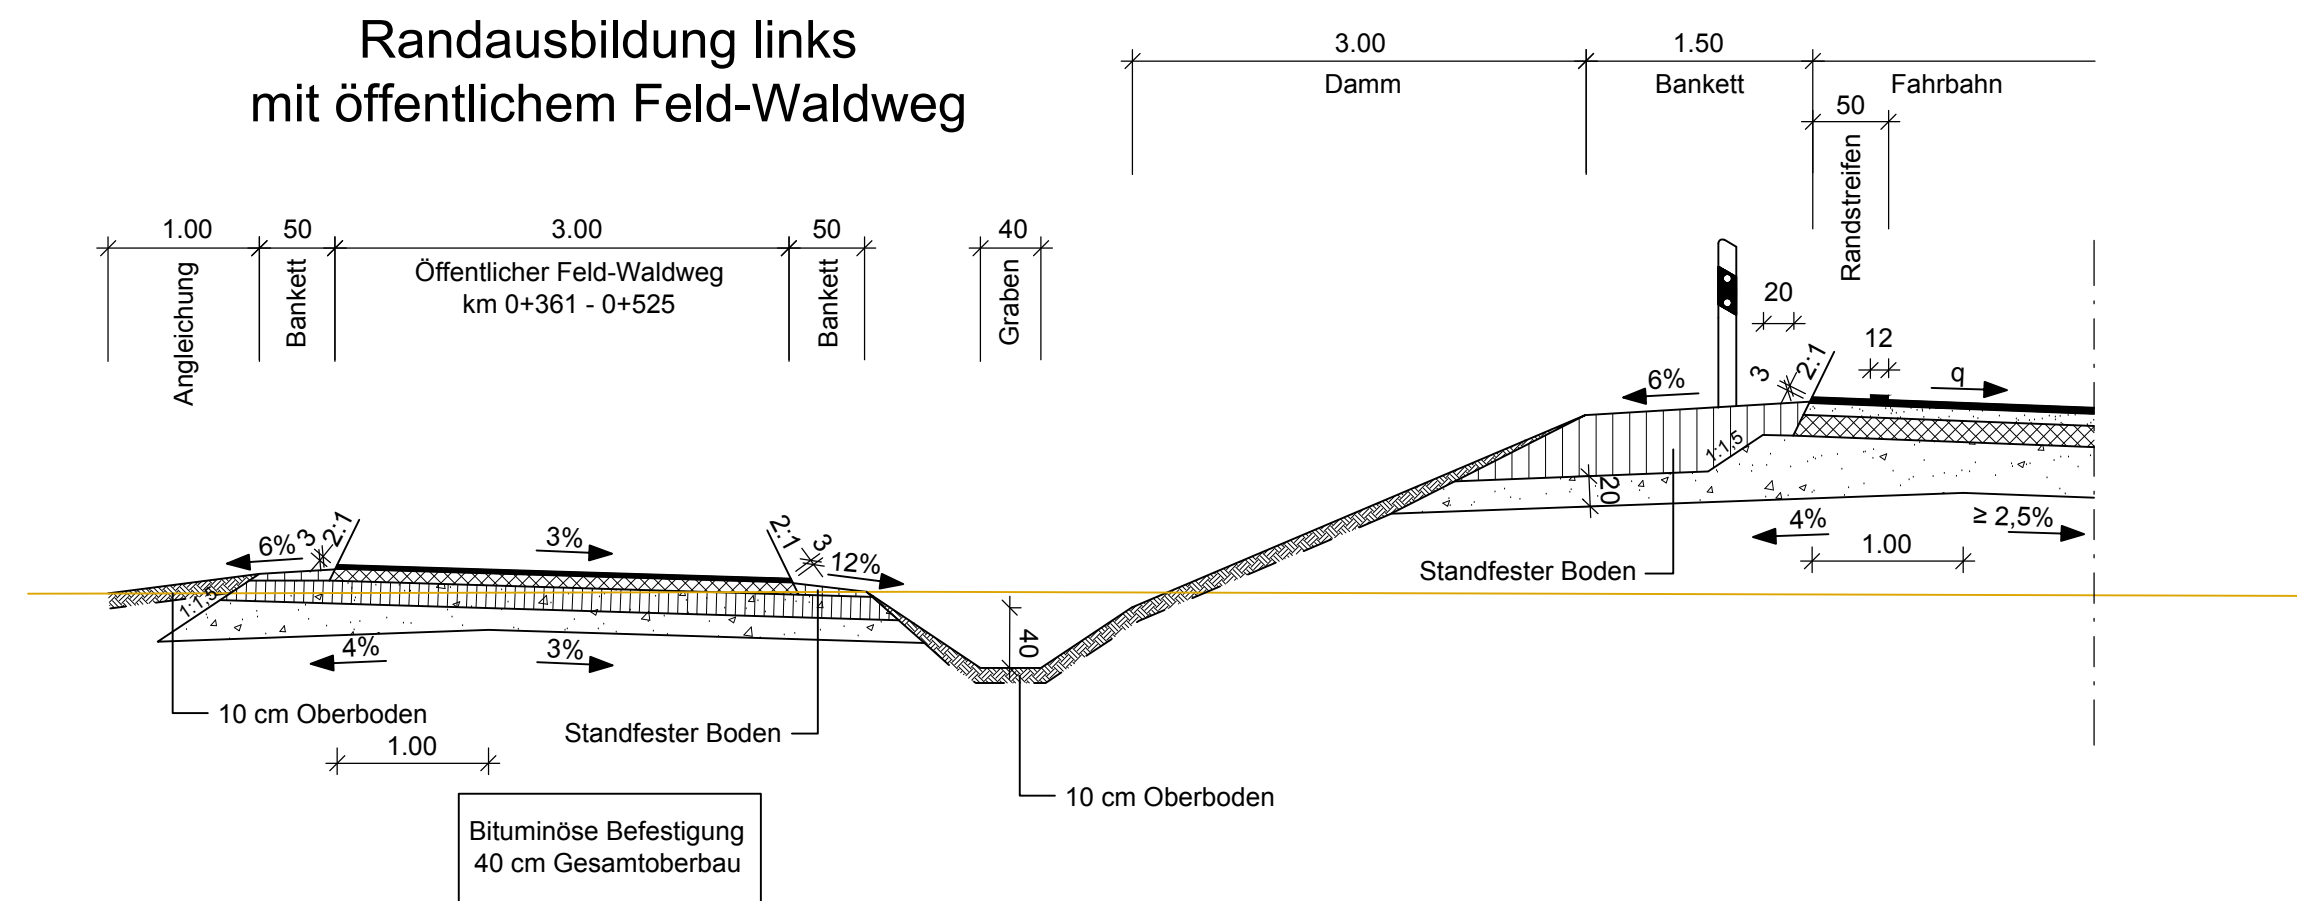 Randausbildung links
mit öffentlichem Feld-Waldweg
3.00
1.50
Damm
Bankett
Fahrbahn
50
Randstreifen
1.00
50
3.00
50
40
Angleichung
Bankett
Öffentlicher Feld-Waldweg
km 0+361 - 0+525
Bankett
Graben
20
12
6%
3
2:1
q
1:1,5
20
4%
≥ 2,5%
1.00
Standfester Boden
6%
3
2:1
3%
2:1
3
12%
1:1,5
40
4%
3%
10 cm Oberboden
Standfester Boden
1.00
10 cm Oberboden
Bituminöse Befestigung
40 cm Gesamtoberbau